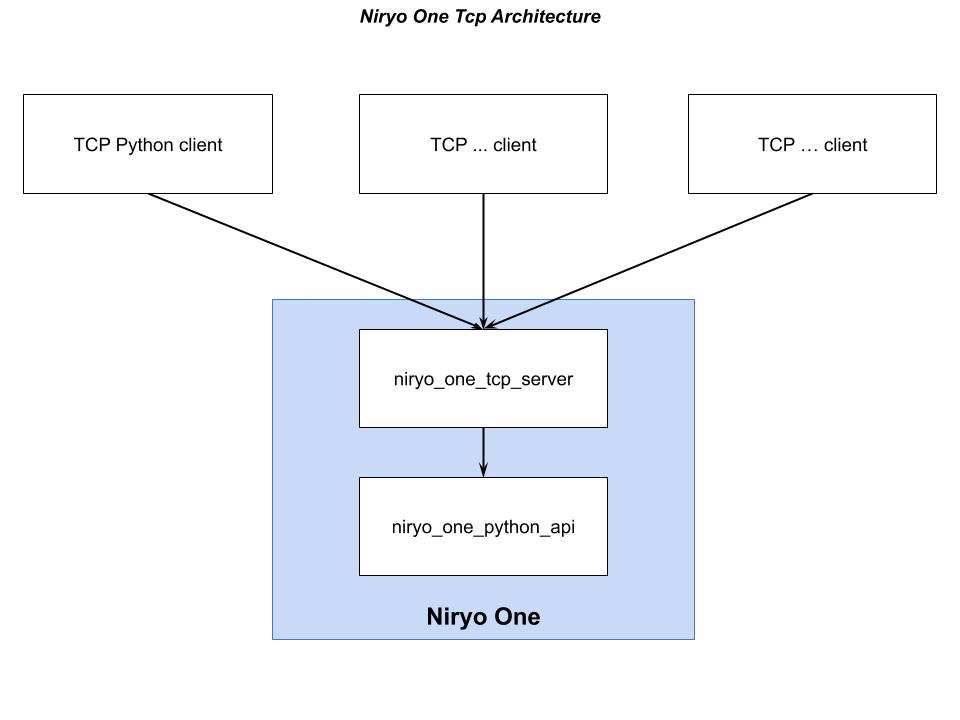 Niryo One Tcp Architecture
TCP Python client
TCP ... client
TCP … client
niryo_one_tcp_server
niryo_one_python_api
Niryo One